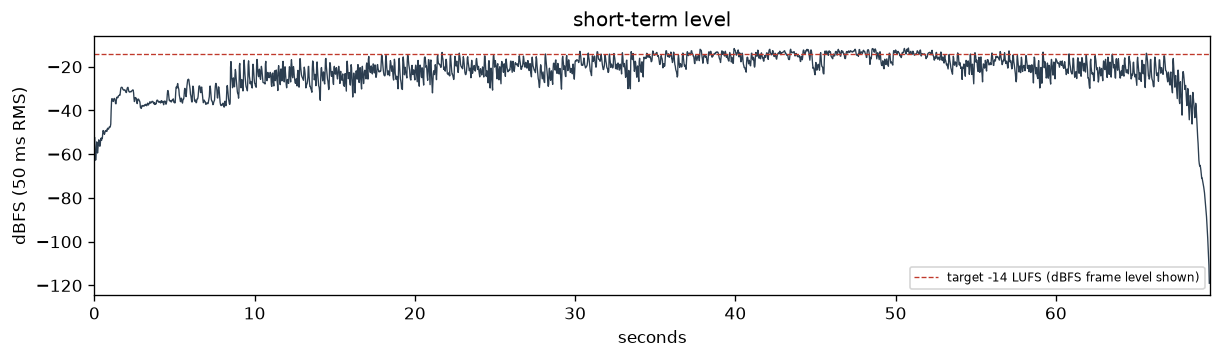 short-term level
dBFS (50 ms RMS)
−20
−40
−60
−80
−100
−120
target -14 LUFS (dBFS frame level shown)
0 10 20 30 40 50 60
seconds